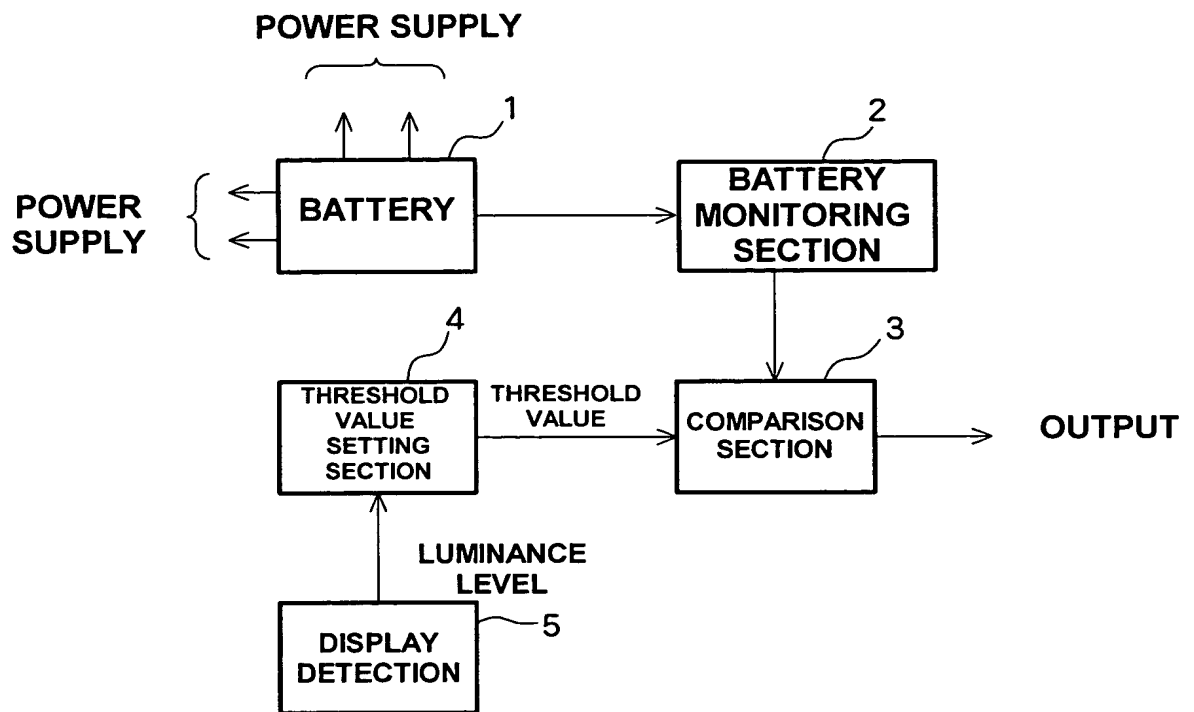 POWER SUPPLY
1
2
BATTERY
POWER
SUPPLY
BATTERY
MONITORING
SECTION
4
3
THRESHOLD
VALUE
SETTING
SECTION
THRESHOLD
VALUE
COMPARISON
SECTION
OUTPUT
LUMINANCE
LEVEL
5
DISPLAY
DETECTION